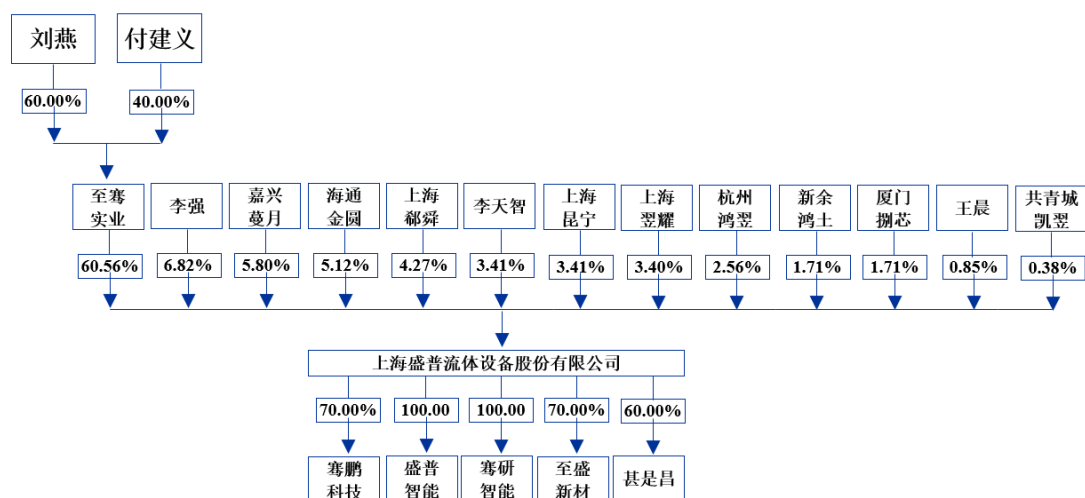 刘燕
付建义
60.00%
40.00%
至骞
实业
李强
嘉兴
蔓月
海通
金圆
上海
郗舜
李天智
上海
昆宁
上海
翌耀
杭州
鸿翌
新余
鸿土
厦门
捌芯
王晨
共青城
凯翌
60.56%
6.82%
5.80%
5.12%
4.27%
3.41%
3.41%
3.40%
2.56%
1.71%
1.71%
0.85%
0.38%
上海盛普流体设备股份有限公司
70.00%
100.00
100.00
70.00%
60.00%
骞鹏
科技
盛普
智能
骞研
智能
至盛
新材
甚是昌